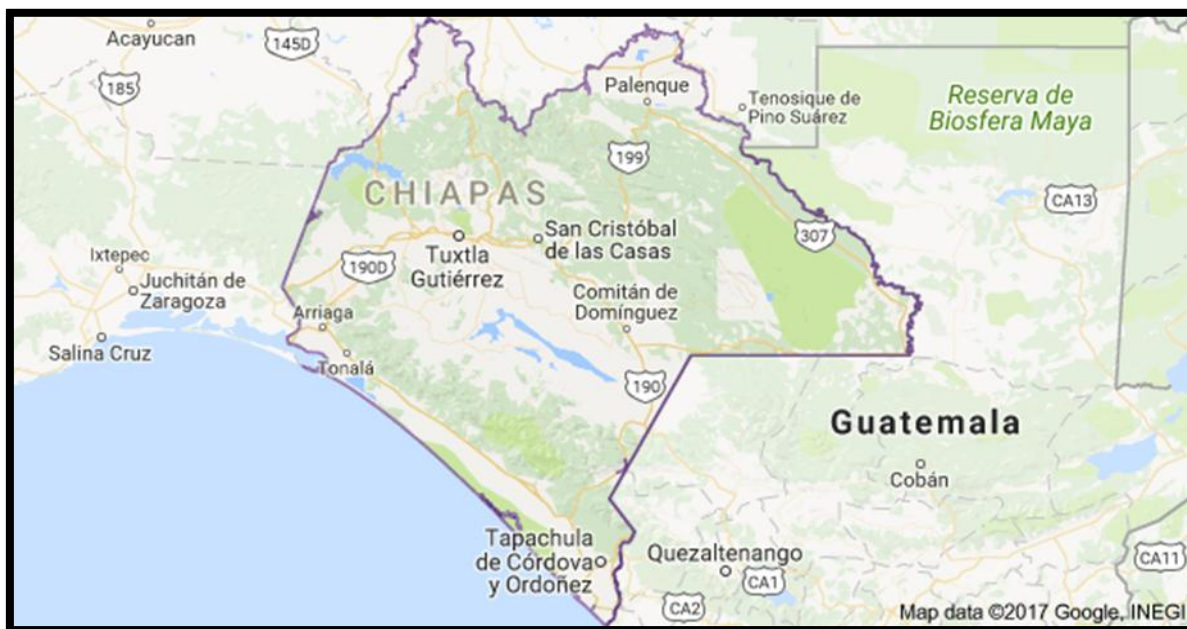 Acayucan
145D
185
Palenque
Tenosique de
Pino Suárez
Reserva de
Biosfera Maya
199
CHIAPAS
CA13
San Cristóbal
de las Casas
307
Tuxtla
Gutiérrez
190D
Ixtepec
Juchitán de
Zaragoza
Comitán de
Domínguez
Arriaga
Salina Cruz
Tonalá
190
Guatemala
Cobán
Tapachula
de Córdova
y Ordoñez
Quezaltenango
CA1
CA11
CA2
Map data ©2017 Google, INEGI